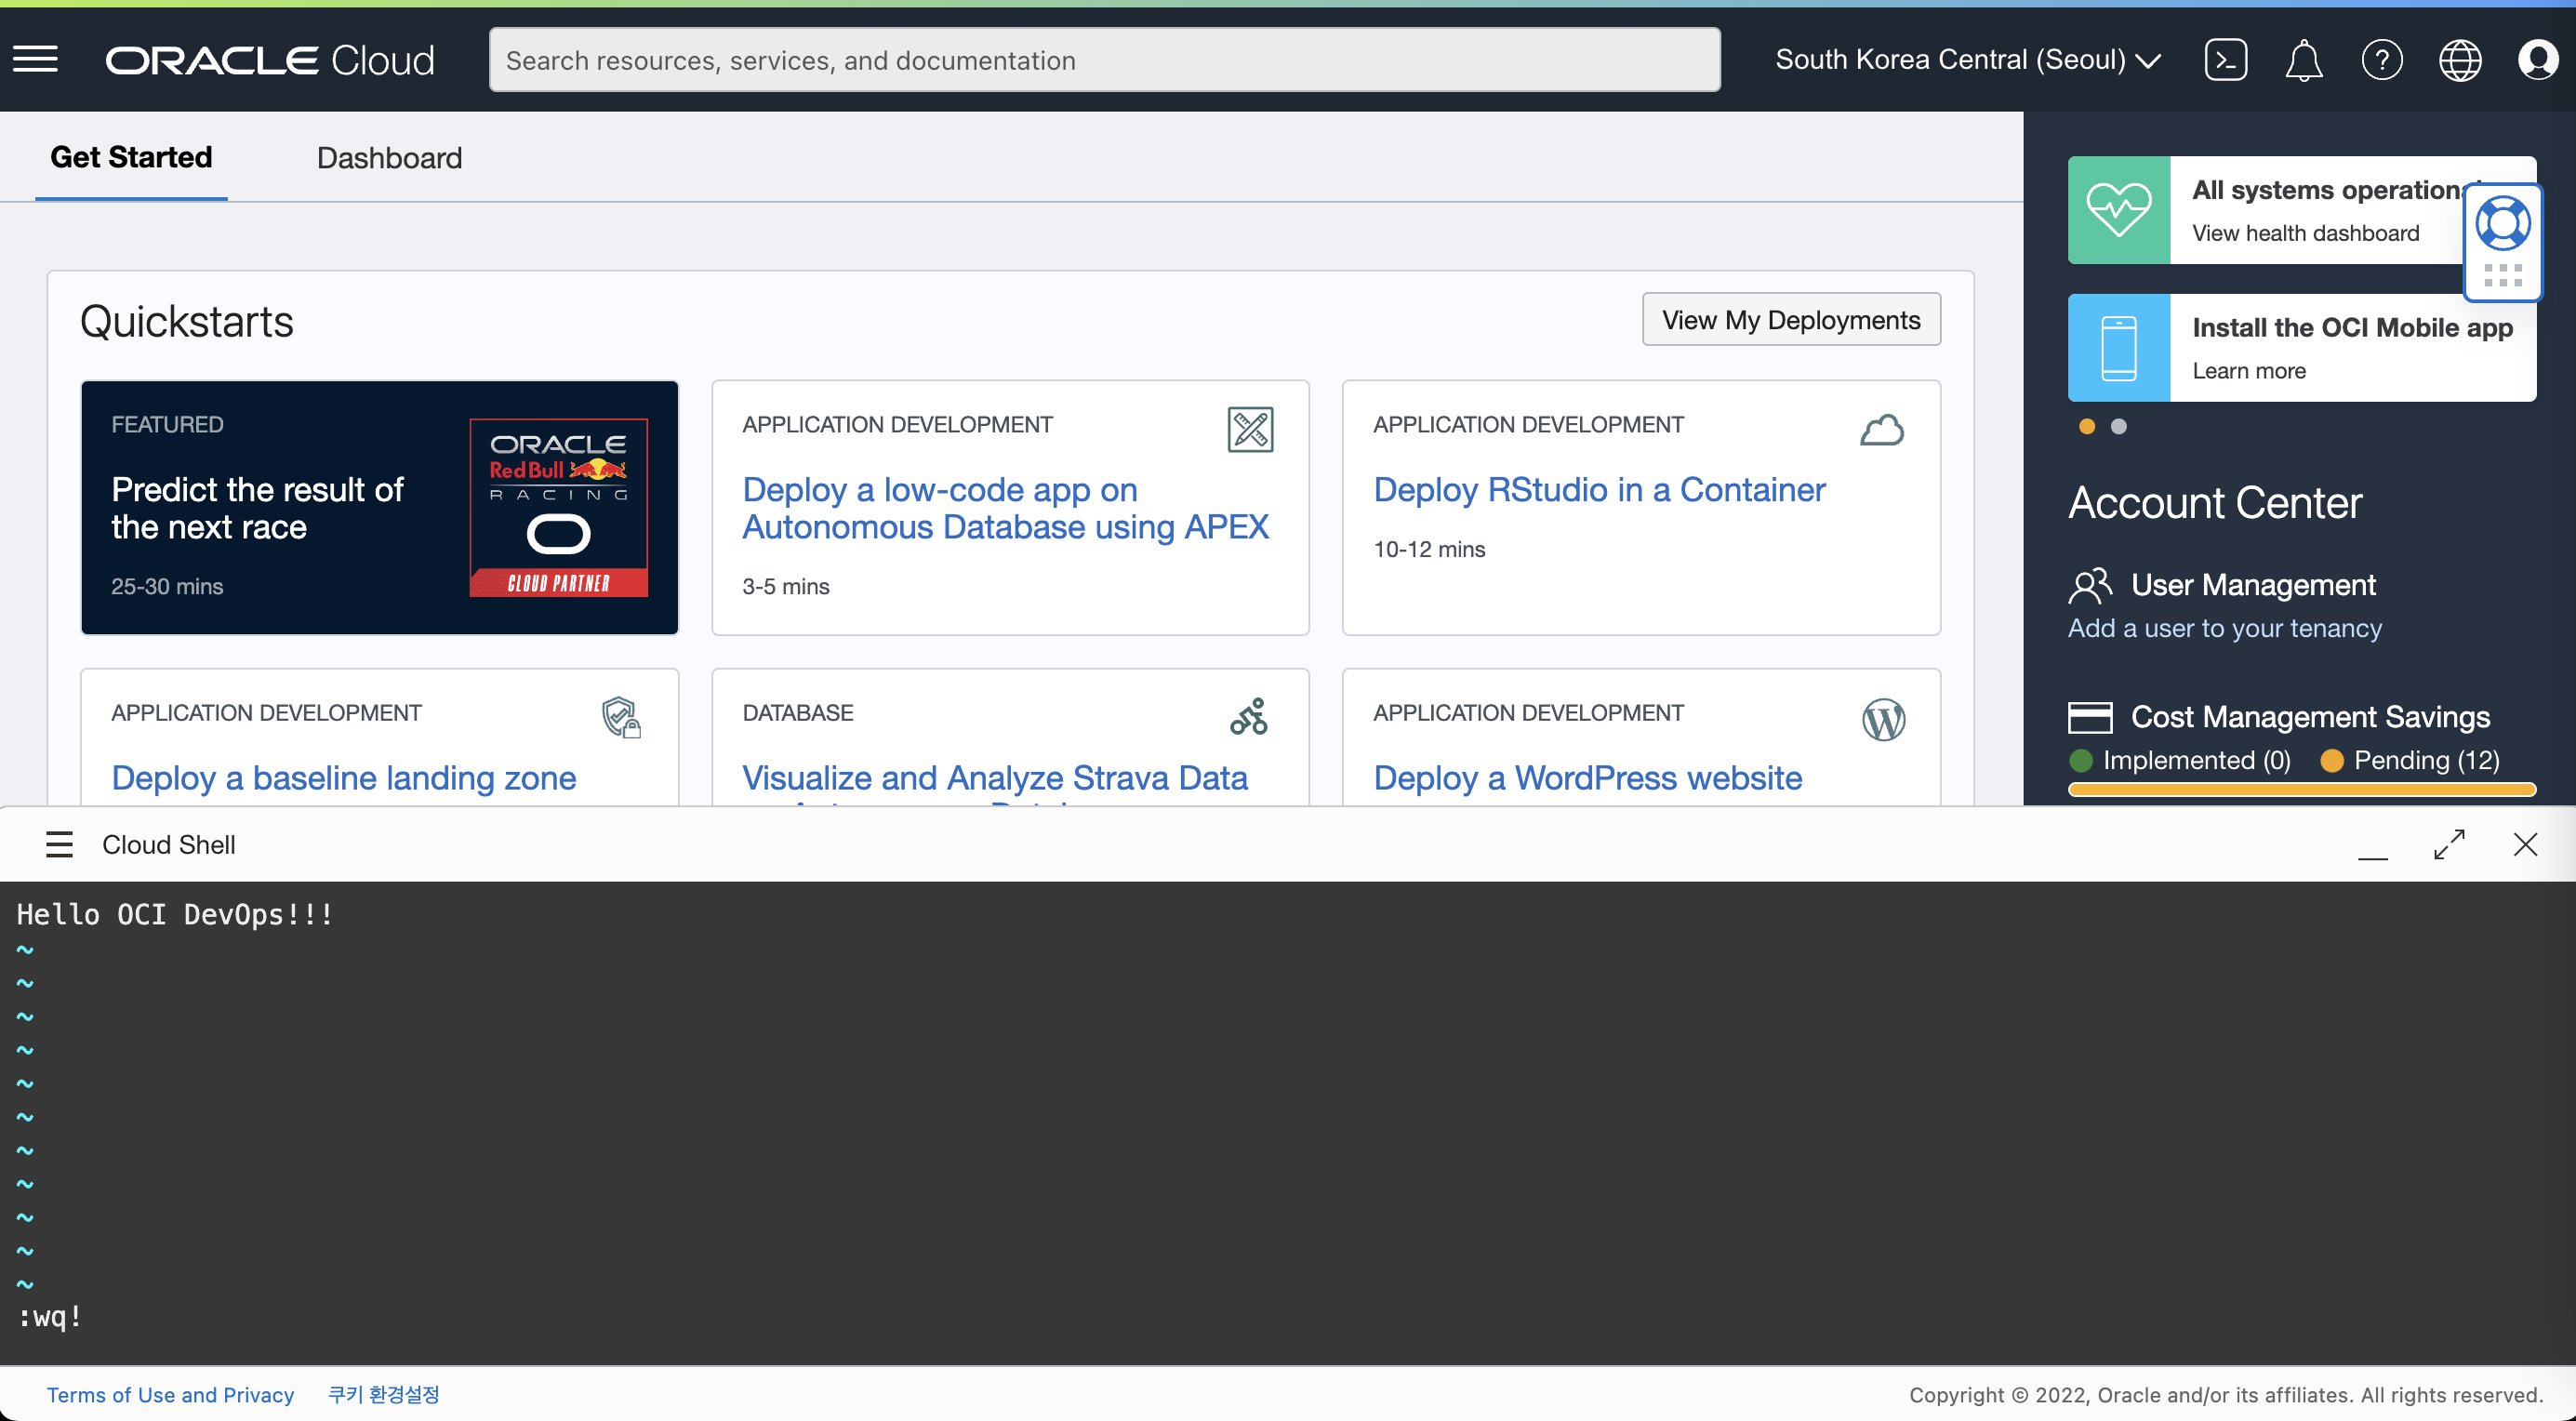 ORACLE Cloud
Search resources, services, and documentation
South Korea Central (Seoul)
Get Started
Dashboard
All systems operation
View health dashboard
Install the OCI Mobile app
Learn more
Quickstarts
View My Deployments
FEATURED
Predict the result of
the next race
25-30 mins
ORACLE
Red Bull
RACING
CLOUD PARTNER
APPLICATION DEVELOPMENT
Deploy a low-code app on
Autonomous Database using APEX
3-5 mins
APPLICATION DEVELOPMENT
Deploy RStudio in a Container
10-12 mins
APPLICATION DEVELOPMENT
Deploy a baseline landing zone
DATABASE
Visualize and Analyze Strava Data
APPLICATION DEVELOPMENT
Deploy a WordPress website
Account Center
User Management
Add a user to your tenancy
Cost Management Savings
Implemented (0) Pending (12)
Cloud Shell
Hello OCI DevOps!!!
~
~
~
~
~
~
~
~
~
~
~
:wq!
Terms of Use and Privacy
쿠키 환경설정
Copyright © 2022, Oracle and/or its affiliates. All rights reserved.